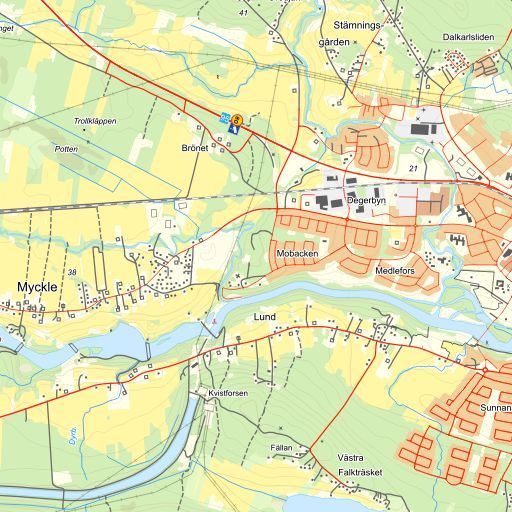 41
Stämnings-
gården
Dalkarlsliden
Trollkläppen
Potten
Brönet
21
Degerbyn
Mobacken
Medlefors
38
Myckle
Lund
Kvistforsen
Dyrb
Sunnan
Fällan
Västra
Falkträsket